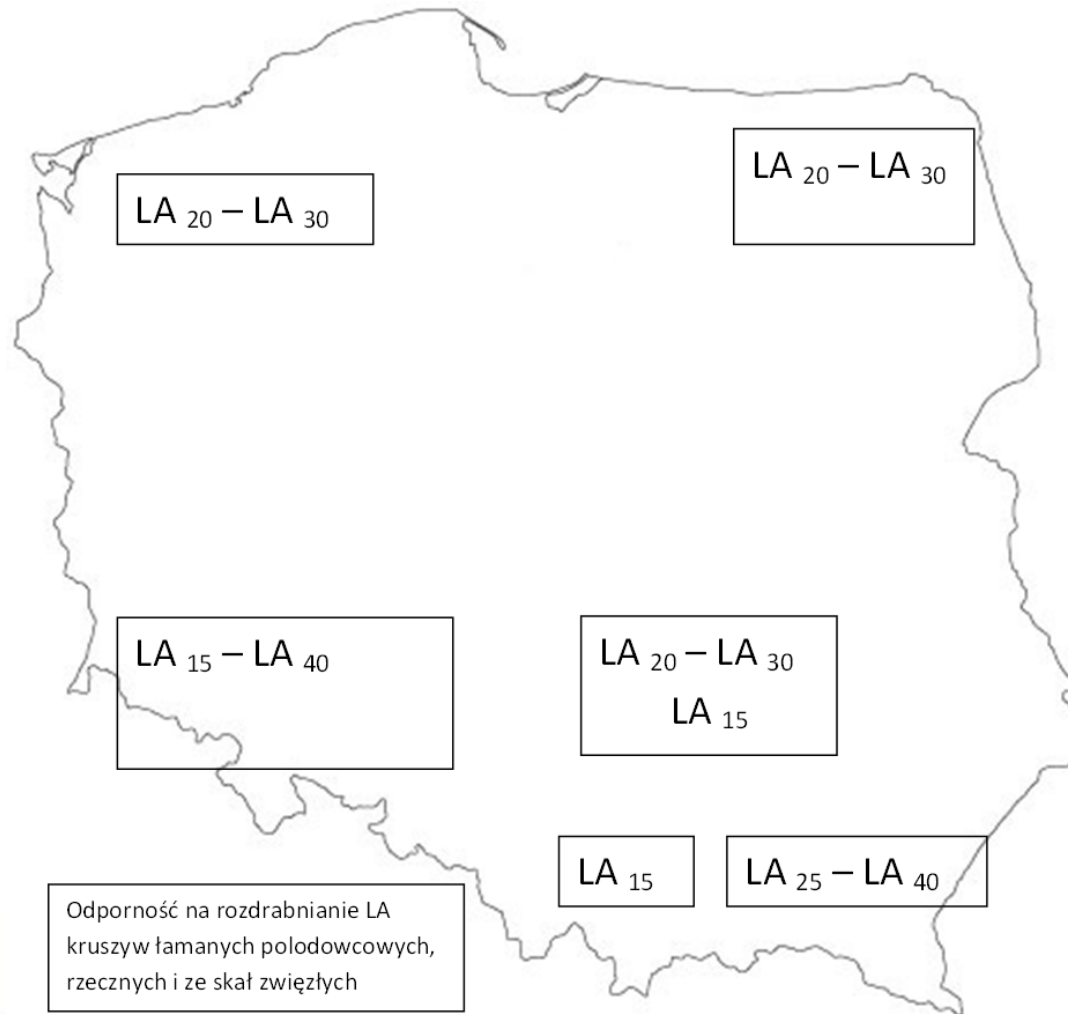 LA 20 – LA 30
LA 20 – LA 30
LA 15 – LA 40
LA 20 – LA 30
LA 15
LA 15
LA 25 – LA 40
Odporność na rozdrabnianie LA
kruszyw łamanych polodowcowych,
rzecznych i ze skał zwięzłych